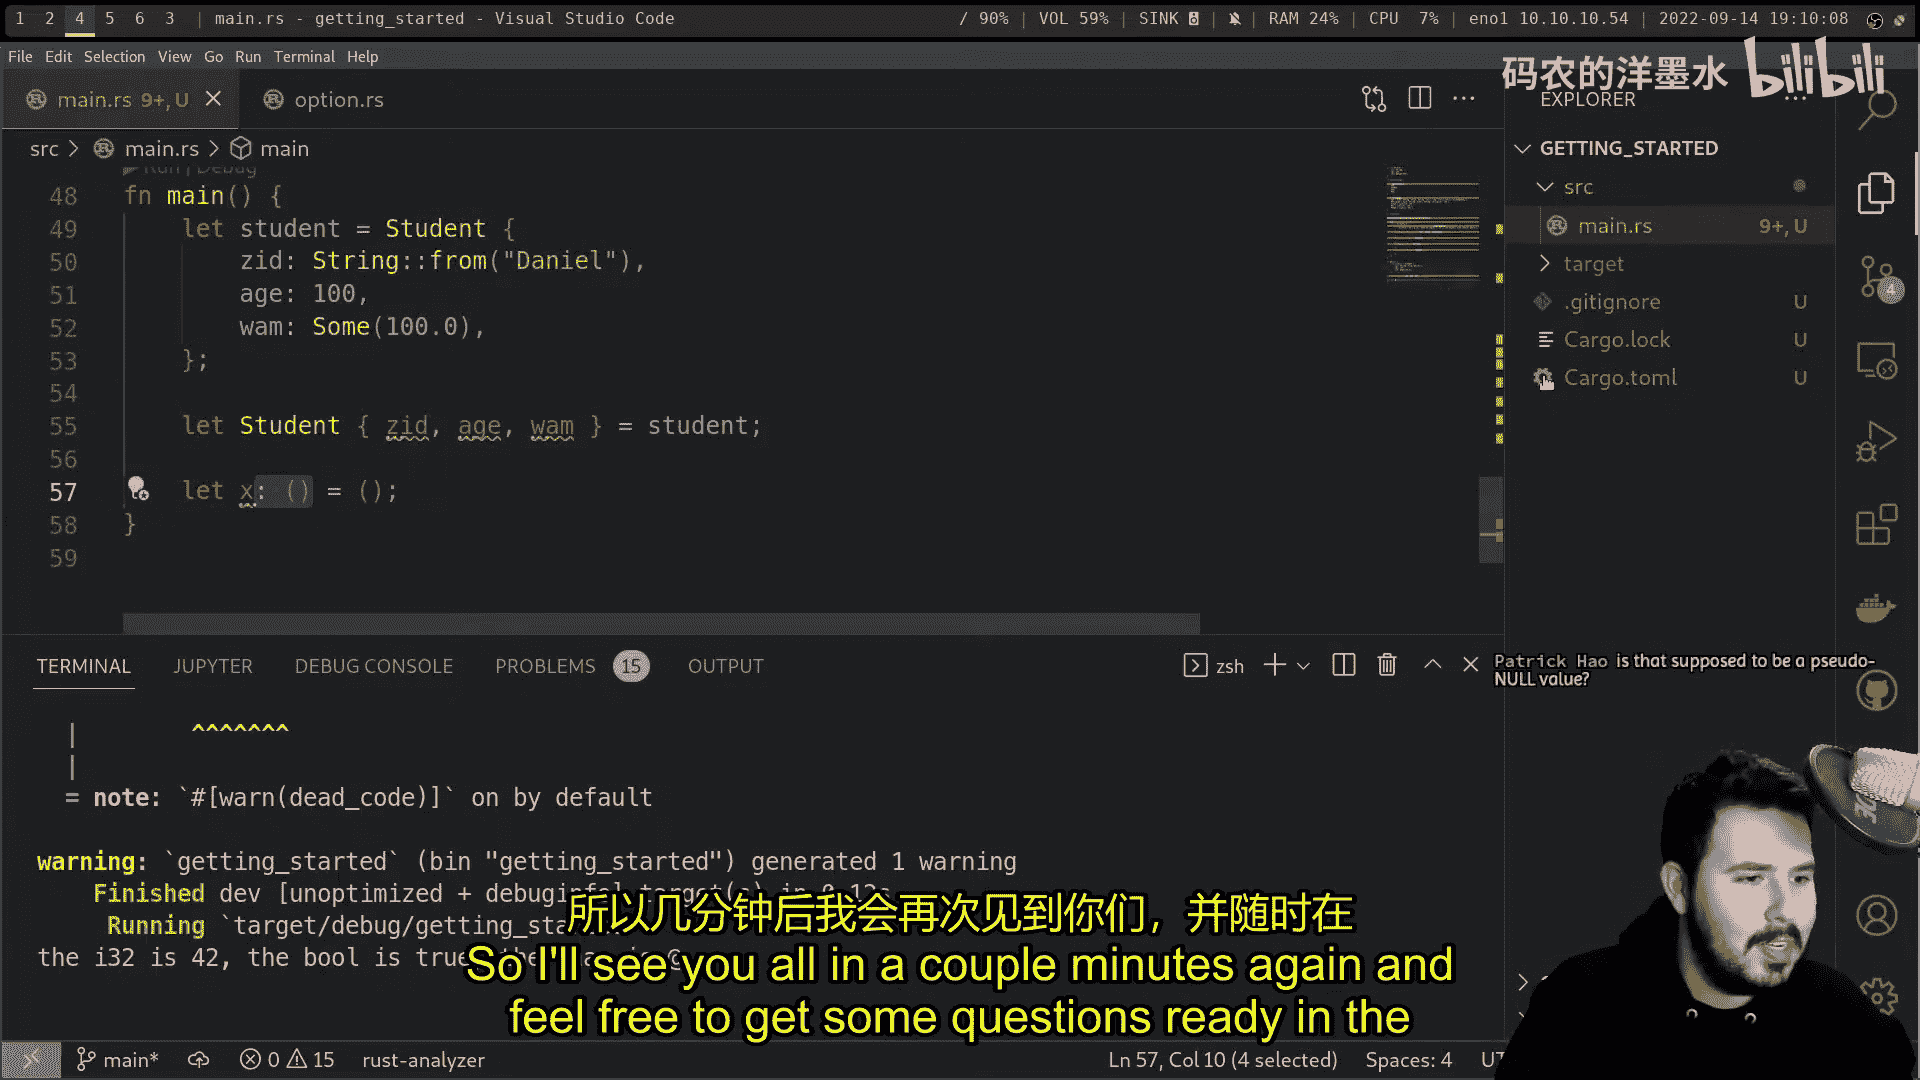 1 2 4 5 6 3 | main.rs - getting_started - Visual Studio Code
/ 90% | VOL 59% | SINK | | RAM 24% | CPU 7% | eno1 10.10.10.54 | 2022-09-14 19:10:08
File Edit Selection View Go Run Terminal Help
码农的洋墨水 bilibili
main.rs 9+, U
option.rs
EXPLORER
src > main.rs > main
Run | Debug
48 fn main() {
49 let student = Student {
50 zid: String::from("Daniel"),
51 age: 100,
52 wam: Some(100.0),
53 };
54
55 let Student { zid, age, wam } = student;
56
57 let x: () = ();
58 }
59
GETTING_STARTED
src
main.rs 9+, U
target
.gitignore U
Cargo.lock U
Cargo.toml U
4
TERMINAL JUPYTER DEBUG CONSOLE PROBLEMS 15 OUTPUT
zsh
Patrick Hao is that supposed to be a pseudo-
NULL value?
| ^^^^^^^
|
= note: `#[warn(dead_code)]` on by default
warning: `getting_started` (bin "getting_started") generated 1 warning
Finished dev [unoptimized + debuginfo] target(s) in 0.12s
Running `target/debug/getting_sta
the i32 is 42, the bool is true
所以几分钟后我会再次见到你们，并随时在
So I'll see you all in a couple minutes again and
feel free to get some questions ready in the
main* 0 15 rust-analyzer
Ln 57, Col 10 (4 selected) Spaces: 4